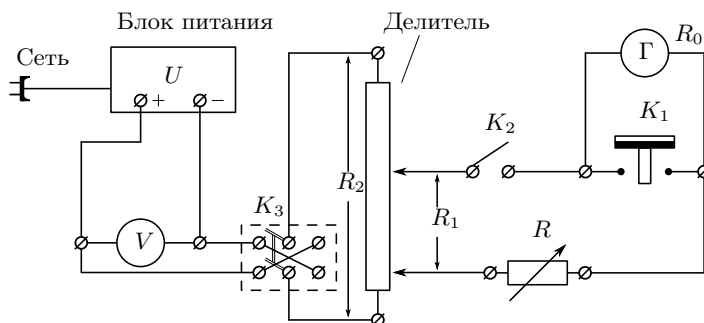 Блок питания
Делитель
Сеть
U
+ −
V
K₃
R₂
R₁
K₂
Г
R₀
K₁
R